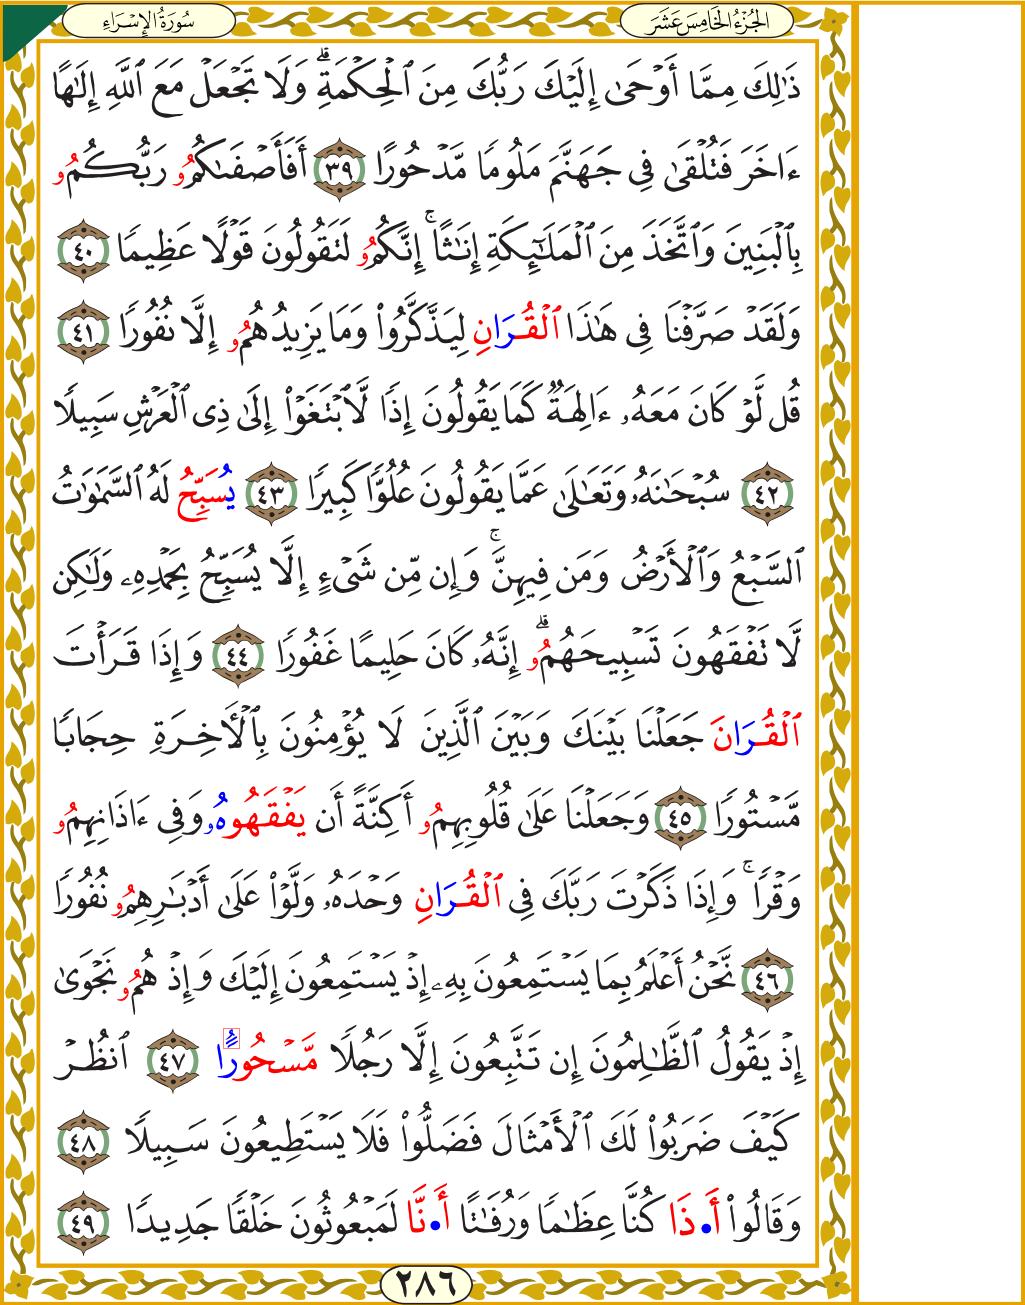 الجُزْءُ الخَامِسَ عَشَرَ
سُورَةُ الإِسْرَاءِ
ذَٰلِكَ مِمَّا أَوْحَىٰ إِلَيْكَ رَبُّكَ مِنَ ٱلْحِكْمَةِۗ وَلَا تَجْعَلْ مَعَ ٱللَّهِ إِلَٰهًا
ءَاخَرَ فَتُلْقَىٰ فِى جَهَنَّمَ مَلُومًا مَّدْحُورًا ٣٩ أَفَأَصْفَىٰكُمُۥ رَبُّكُمُۥ
بِٱلْبَنِينَ وَٱتَّخَذَ مِنَ ٱلْمَلَٰٓئِكَةِ إِنَٰثًاۚ إِنَّكُمُۥ لَتَقُولُونَ قَوْلًا عَظِيمًا ٤٠
وَلَقَدْ صَرَّفْنَا فِى هَٰذَا ٱلْقُرَانِ لِيَذَّكَّرُوا۟ وَمَا يَزِيدُهُمُۥ إِلَّا نُفُورًا ٤١
قُل لَّوْ كَانَ مَعَهُۥ ءَالِهَةٌ كَمَا يَقُولُونَ إِذًا لَّٱبْتَغَوْا۟ إِلَىٰ ذِى ٱلْعَرْشِ سَبِيلًا
٤٢ سُبْحَٰنَهُۥ وَتَعَٰلَىٰ عَمَّا يَقُولُونَ عُلُوًّا كَبِيرًا ٤٣ يُسَبِّحُ لَهُ ٱلسَّمَٰوَٰتُ
ٱلسَّبْعُ وَٱلْأَرْضُ وَمَن فِيهِنَّۚ وَإِن مِّن شَىْءٍ إِلَّا يُسَبِّحُ بِحَمْدِهِۦ وَلَٰكِن
لَّا تَفْقَهُونَ تَسْبِيحَهُمُۥۗ إِنَّهُۥ كَانَ حَلِيمًا غَفُورًا ٤٤ وَإِذَا قَرَأْتَ
ٱلْقُرَانَ جَعَلْنَا بَيْنَكَ وَبَيْنَ ٱلَّذِينَ لَا يُؤْمِنُونَ بِٱلْأَخِرَةِ حِجَابًا
مَّسْتُورًا ٤٥ وَجَعَلْنَا عَلَىٰ قُلُوبِهِمُۥ أَكِنَّةً أَن يَفْقَهُوهُۥ وَفِى ءَاذَانِهِمُۥ
وَقْرًاۚ وَإِذَا ذَكَرْتَ رَبَّكَ فِى ٱلْقُرَانِ وَحْدَهُۥ وَلَّوْا۟ عَلَىٰ أَدْبَٰرِهِمُۥ نُفُورًا
٤٦ نَّحْنُ أَعْلَمُ بِمَا يَسْتَمِعُونَ بِهِۦ إِذْ يَسْتَمِعُونَ إِلَيْكَ وَإِذْ هُمُۥ نَجْوَىٰ
إِذْ يَقُولُ ٱلظَّٰلِمُونَ إِن تَتَّبِعُونَ إِلَّا رَجُلًا مَّسْحُورًا ٤٧ ٱنظُرْ
كَيْفَ ضَرَبُوا۟ لَكَ ٱلْأَمْثَالَ فَضَلُّوا۟ فَلَا يَسْتَطِيعُونَ سَبِيلًا ٤٨
وَقَالُوٓا۟ أَ•ذَا كُنَّا عِظَٰمًا وَرُفَٰتًا أَ•نَّا لَمَبْعُوثُونَ خَلْقًا جَدِيدًا ٤٩
٢٨٦